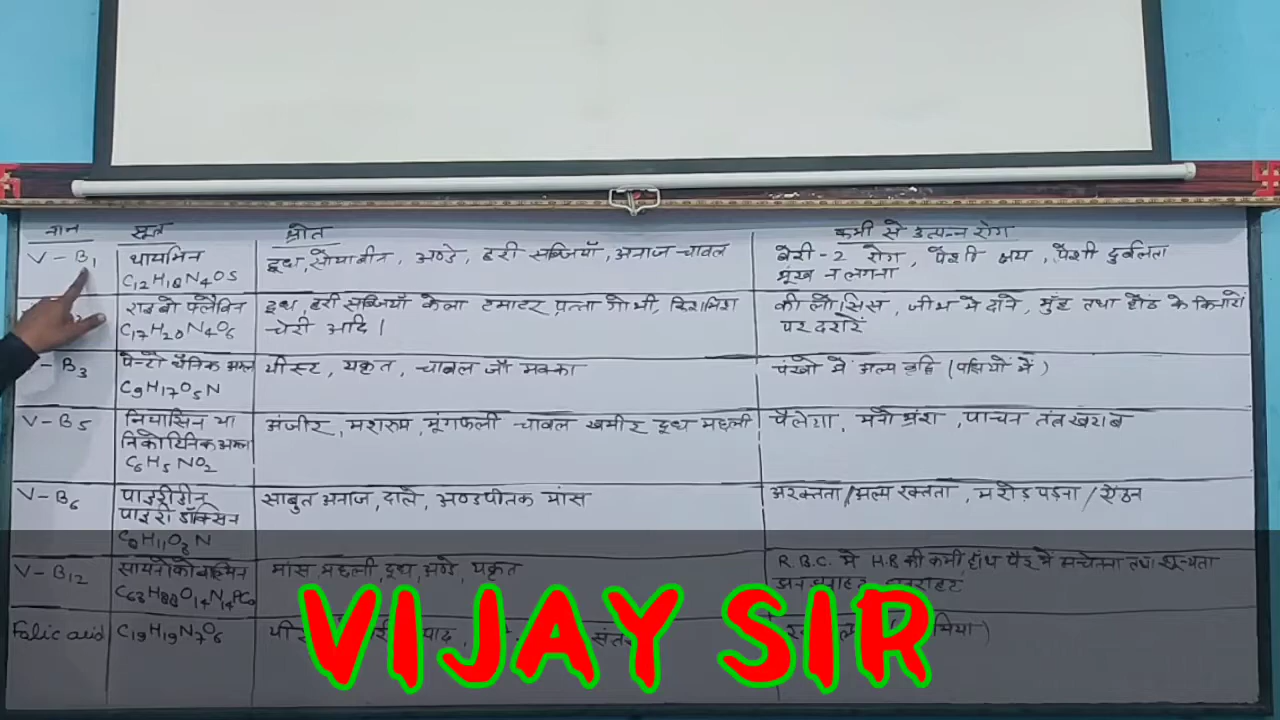 नाम सूत्र श्रोत कमी से उत्पन्न रोग
V-B1 थायमिन दूध, सोयाबीन, अण्डे, हरी सब्जियाँ, अनाज चावल बेरी-2 रोग, पेशी क्षय, पेशी दुर्बलता
C12H18N4OS भूंख न लगना
राइबो फ्लैविन दूध, हरी सब्जियाँ केला टमाटर, पत्ता गोभी, किशमिश की लौसिस, जीभ मे दाने, मुंह तथा होंठ के किनारों
C17H20N4O6 चेरी आदि। पर दरारें
- B3 पेन्टो थैनिक अम्ल यीस्ट, यकृत, चावल जौ मक्का पंखो में अल्प वृद्धि (पक्षियों में)
C9H17O5N
V-B5 नियासिन या अंजीर, मशरुम, मूंगफली चावल खमीर दूध मछली पैलेग्रा, मनो भ्रंश, पाचन तंत्र खराब
निकोटिनिक अम्ल
C6H5NO2
V-B6 पाइरीडीन साबुत अनाज, दाले, अण्डपीतक मांस अरक्तता/अल्प रक्तता, मरोड़ पड़ना/ऐंठन
पाइरी डॉक्सिन
C8H11O3N
V-B12 सायनोकोबाल्मिन मांस, मछली, दूध, अण्डे, यकृत R.B.C. मे H.B की कमी, हाथ पैर में
C63H88O14N14PCo
Folic acid C19H19N7O6
VIJAY SIR